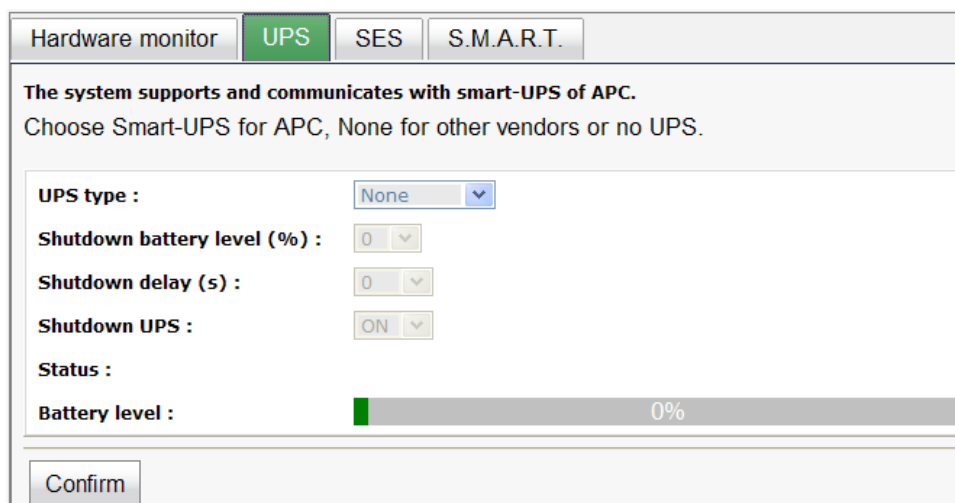 Hardware monitor UPS SES S.M.A.R.T.
The system supports and communicates with smart-UPS of APC.
Choose Smart-UPS for APC, None for other vendors or no UPS.
UPS type : None
Shutdown battery level (%) : 0
Shutdown delay (s) : 0
Shutdown UPS : ON
Status :
Battery level : 0%
Confirm